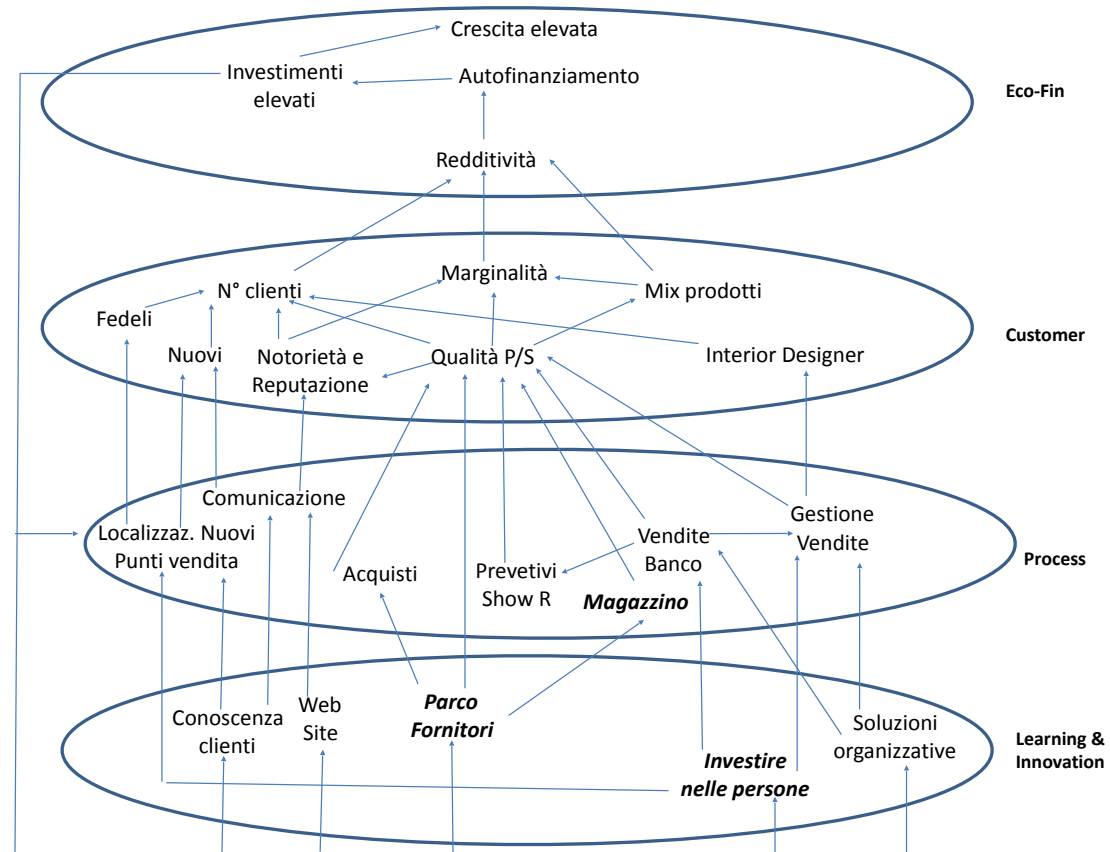 Crescita elevata
Investimenti
elevati
Autofinanziamento
Eco-Fin
Redditività
Marginalità
N° clienti
Mix prodotti
Fedeli
Customer
Nuovi
Notorietà e
Reputazione
Qualità P/S
Interior Designer
Comunicazione
Localizzaz. Nuovi
Punti vendita
Gestione
Vendite
Vendite
Banco
Process
Acquisti
Prevetivi
Show R
Magazzino
Conoscenza
clienti
Web
Site
Parco
Fornitori
Soluzioni
organizzative
Learning &
Innovation
Investire
nelle persone